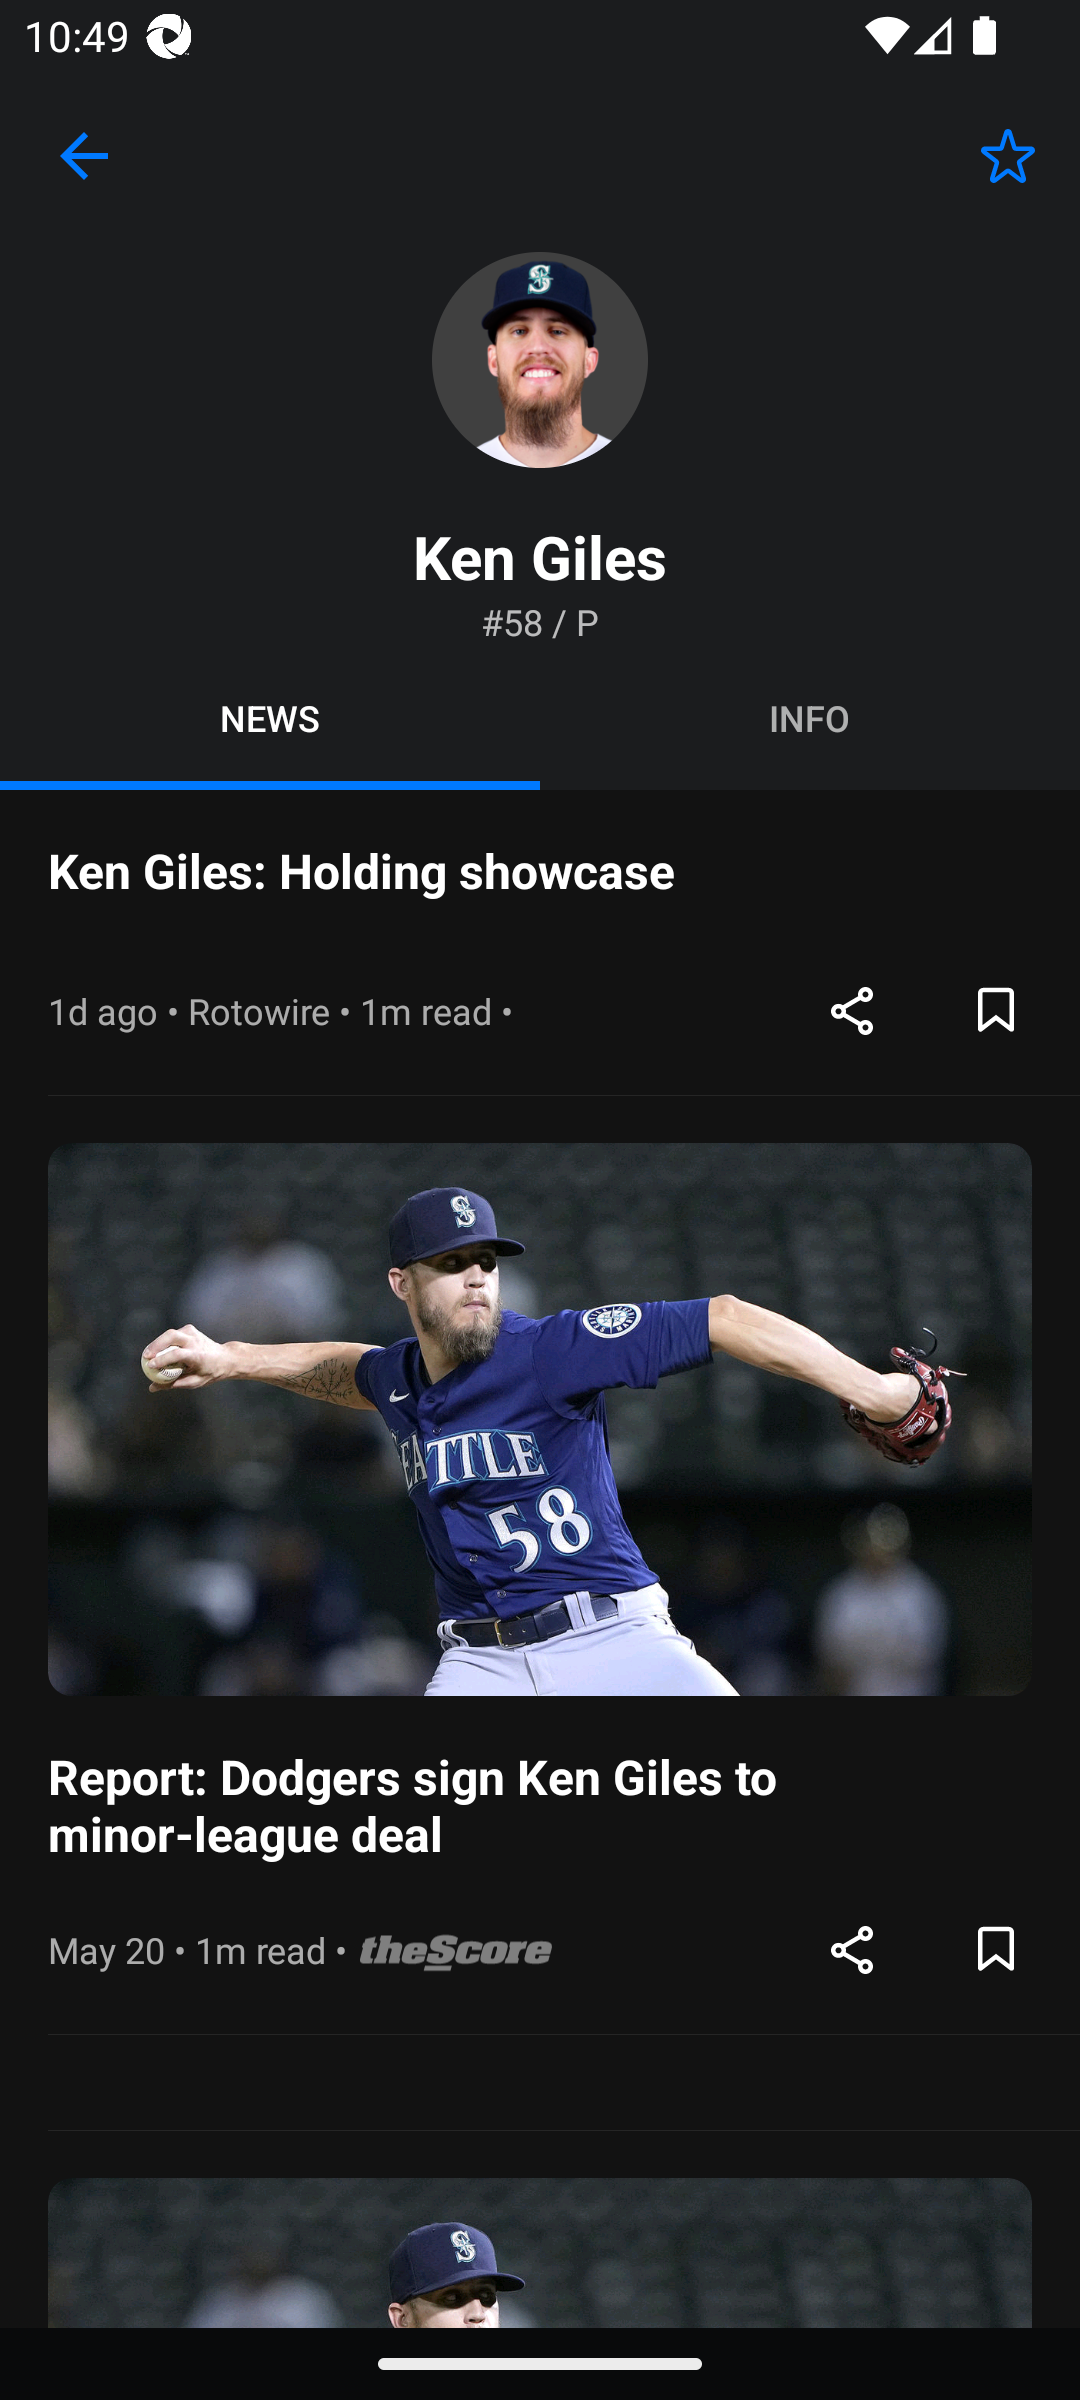 10:49
Ken Giles
#58 / P
NEWS
INFO
Ken Giles: Holding showcase
1d ago • Rotowire • 1m read •
SEATTLE
58
Report: Dodgers sign Ken Giles to
minor-league deal
May 20 • 1m read • theScore